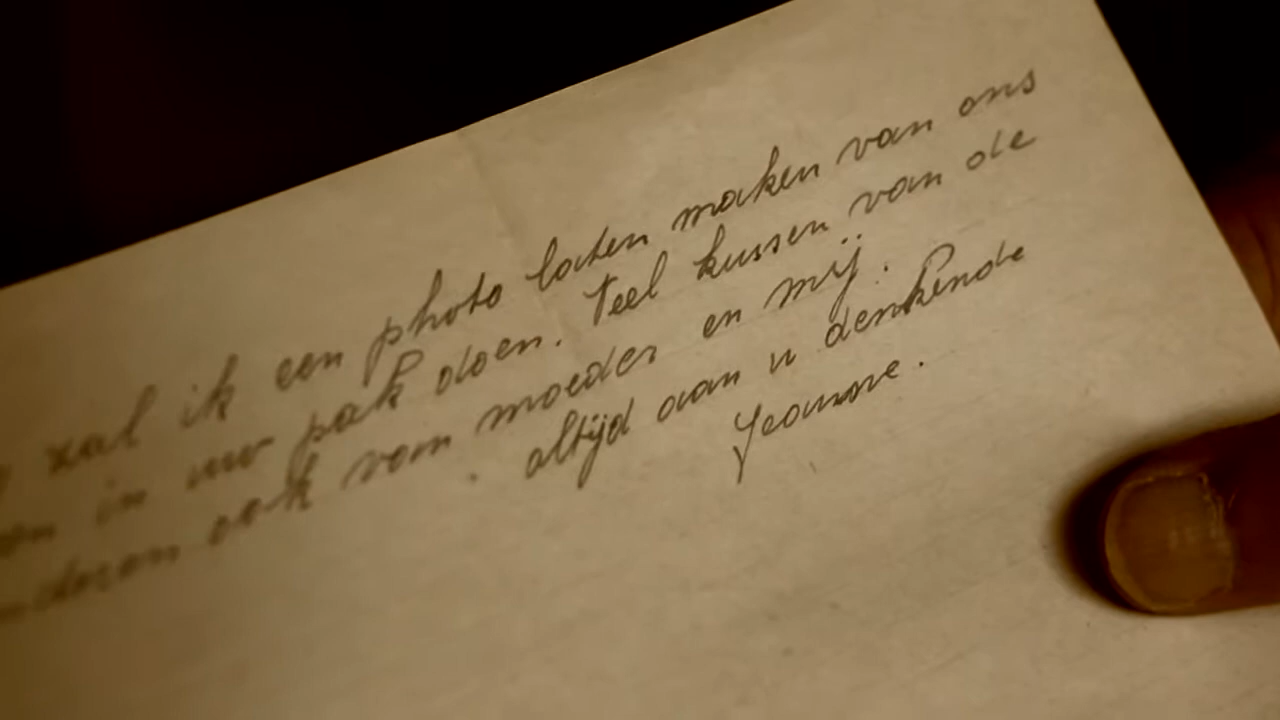 zal ik een photo laten maken van ons
in uw pak doen. Veel kussen van de
ook van moeder en mij.
altijd aan u denkende
Jeanne.